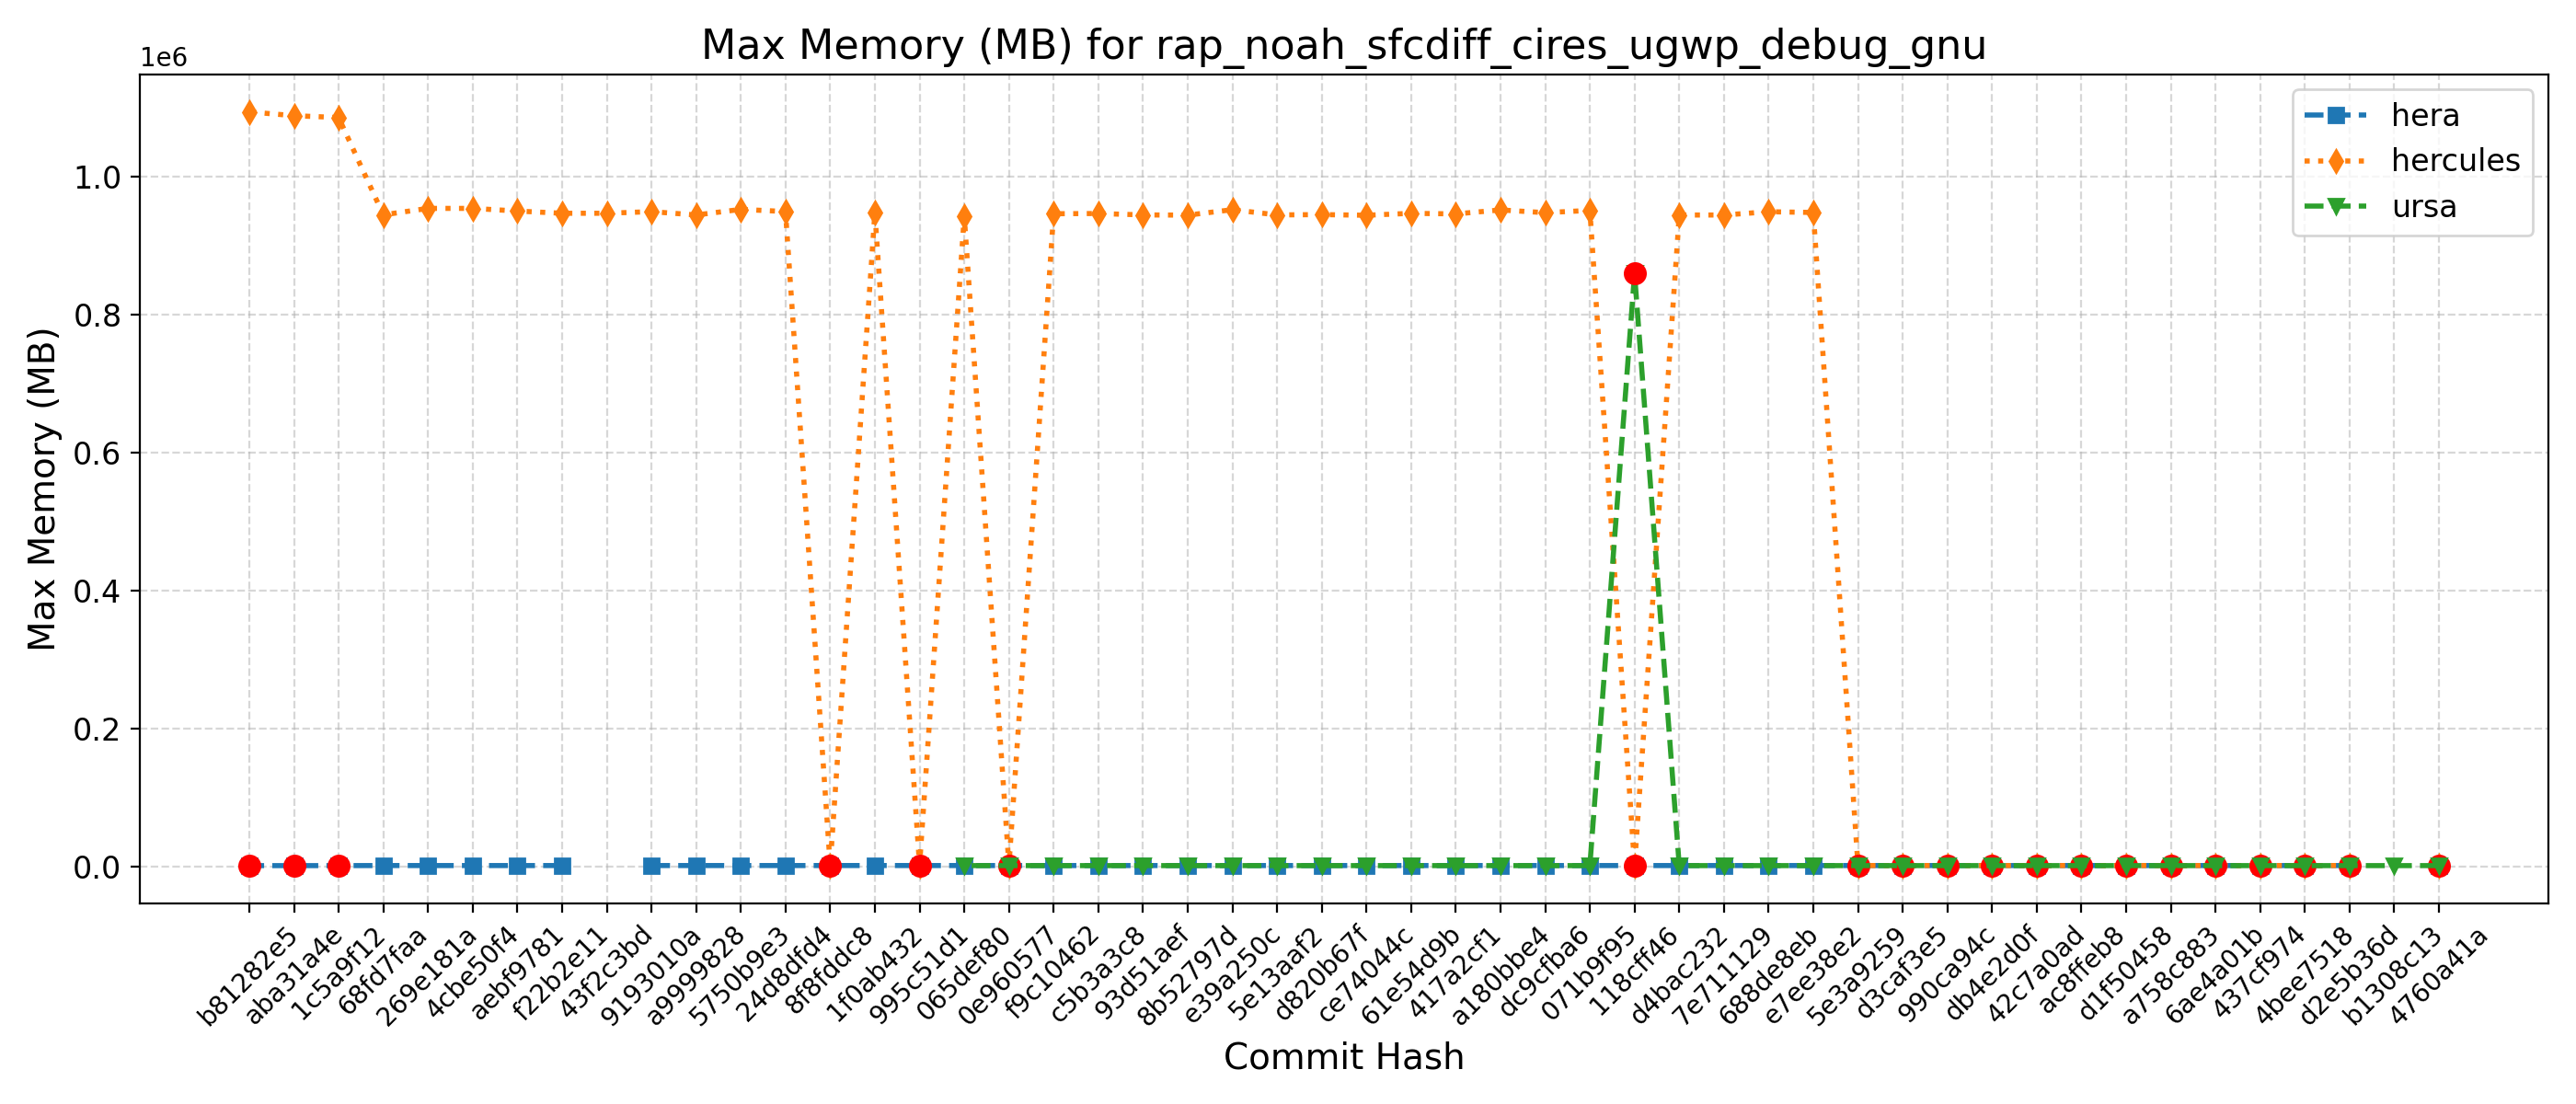 Max Memory (MB) for rap_noah_sfcdiff_cires_ugwp_debug_gnu
1e6
hera
hercules
ursa
1.0
0.8
0.6
0.4
0.2
0.0
Max Memory (MB)
b81282e5
aba31a4e
1c5a9f12
68fd7faa
269e181a
4cbe50f4
aebf9781
f22b2e11
43f2c3bd
9193010a
a9999828
5750b9e3
24d8dfd4
8f8fddc8
1f0ab432
995c51d1
065def80
0e960577
f9c10462
c5b3a3c8
93d51aef
8b52797d
e39a250c
5e13aaf2
d820b67f
ce74044c
61e54d9b
417a2cf1
a180bbe4
dc9cfba6
071b9f95
118cff46
d4bac232
7e711129
688de8eb
e7ee38e2
5e3a9259
d3caf3e5
990ca94c
db4e2d0f
42c7a0ad
ac8ffeb8
d1f50458
a758c883
6ae4a01b
437cf974
4bee7518
d2e5b36d
b1308c13
4760a41a
Commit Hash